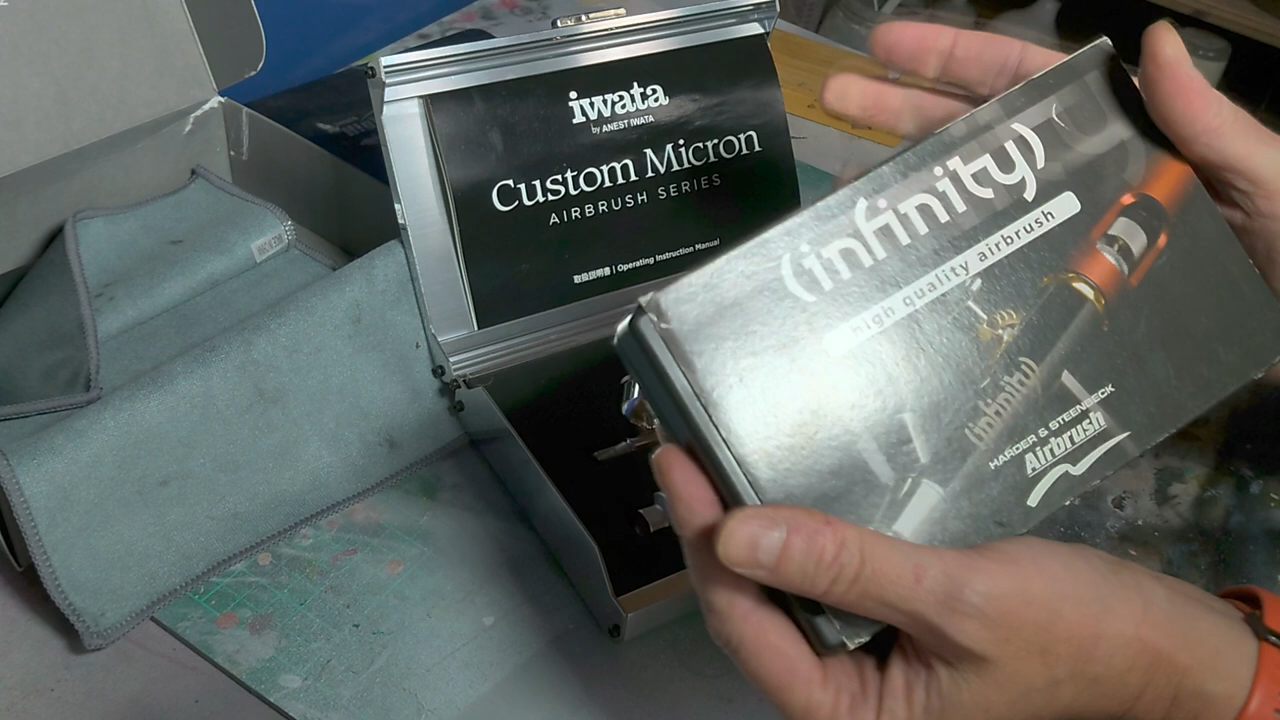 iwata
by ANEST IWATA
Custom Micron
AIRBRUSH SERIES
取扱説明書 | Operating Instruction Manual
(infinity)
high quality airbrush
(infinity)
HARDER & STEENBECK
Airbrush